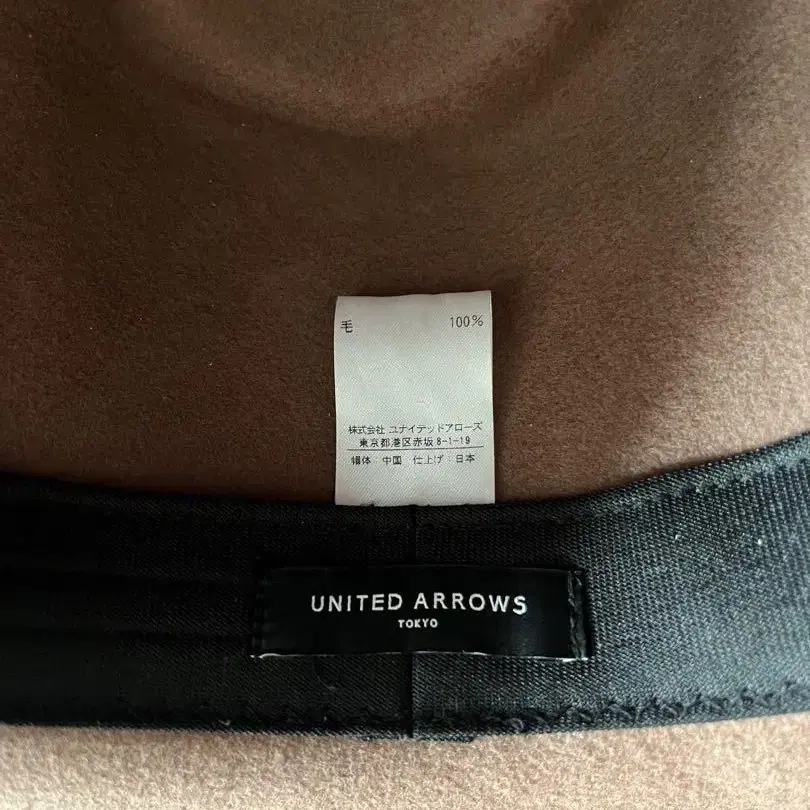 毛 100%
株式会社 ユナイテッドアローズ
東京都港区赤坂 8-1-19
帽体 中国 仕上げ 日本
UNITED ARROWS
TOKYO